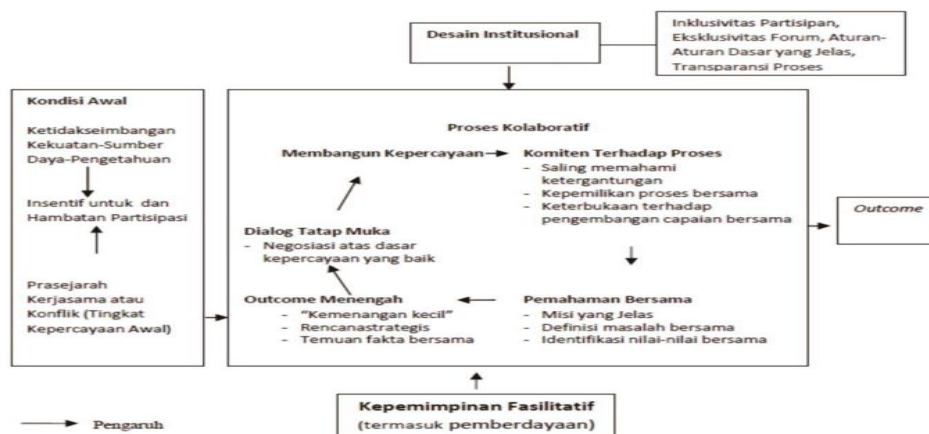 Desain Institusional
Inklusivitas Partisipan,
Eksklusivitas Forum, Aturan-
Aturan Dasar yang Jelas,
Transparansi Proses
Kondisi Awal
Ketidakseimbangan
Kekuatan-Sumber
Daya-Pengetahuan
Insentif untuk dan
Hambatan Partisipasi
Prasejarah
Kerjasama atau
Konflik (Tingkat
Kepercayaan Awal)
Proses Kolaboratif
Membangun Kepercayaan
Komiten Terhadap Proses
- Saling memahami
ketergantungan
- Kepemilikan proses bersama
- Keterbukaan terhadap
pengembangan capaian bersama
Dialog Tatap Muka
- Negosiasi atas dasar
kepercayaan yang baik
Outcome Menengah
- "Kemenangan kecil"
- Rencanastrategis
- Temuan fakta bersama
Pemahaman Bersama
- Misi yang Jelas
- Definisi masalah bersama
- Identifikasi nilai-nilai bersama
Outcome
Kepemimpinan Fasilitatif
(termasuk pemberdayaan)
Pengaruh